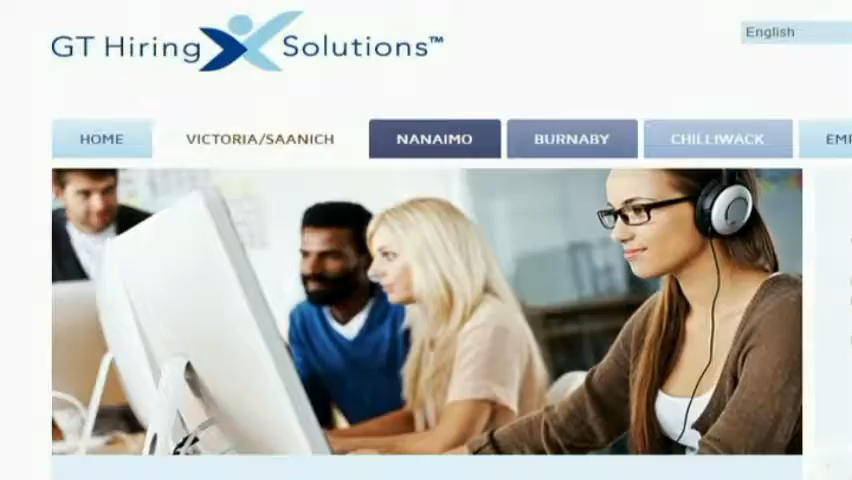 GT Hiring Solutions™
English
HOME VICTORIA/SAANICH NANAIMO BURNABY CHILLIWACK